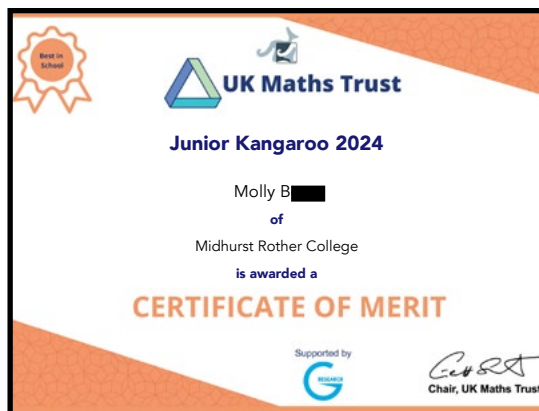 Best in
School
UK Maths Trust
Junior Kangaroo 2024
Molly B
of
Midhurst Rother College
is awarded a
CERTIFICATE OF MERIT
Supported by
G
RESEARCH
Chair, UK Maths Trust